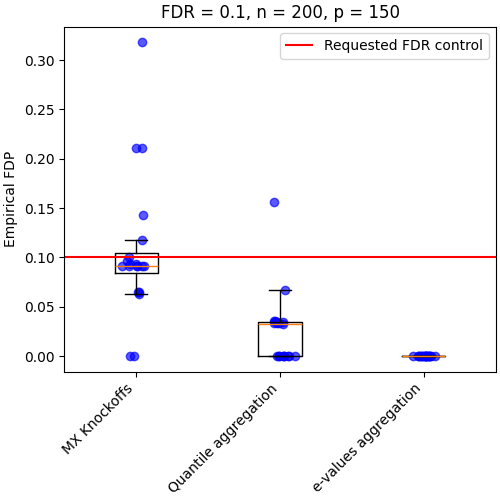 FDR = 0.1, n = 200, p = 150
Requested FDR control
Empirical FDP
0.30
0.25
0.20
0.15
0.10
0.05
0.00
MX Knockoffs
Quantile aggregation
e-values aggregation